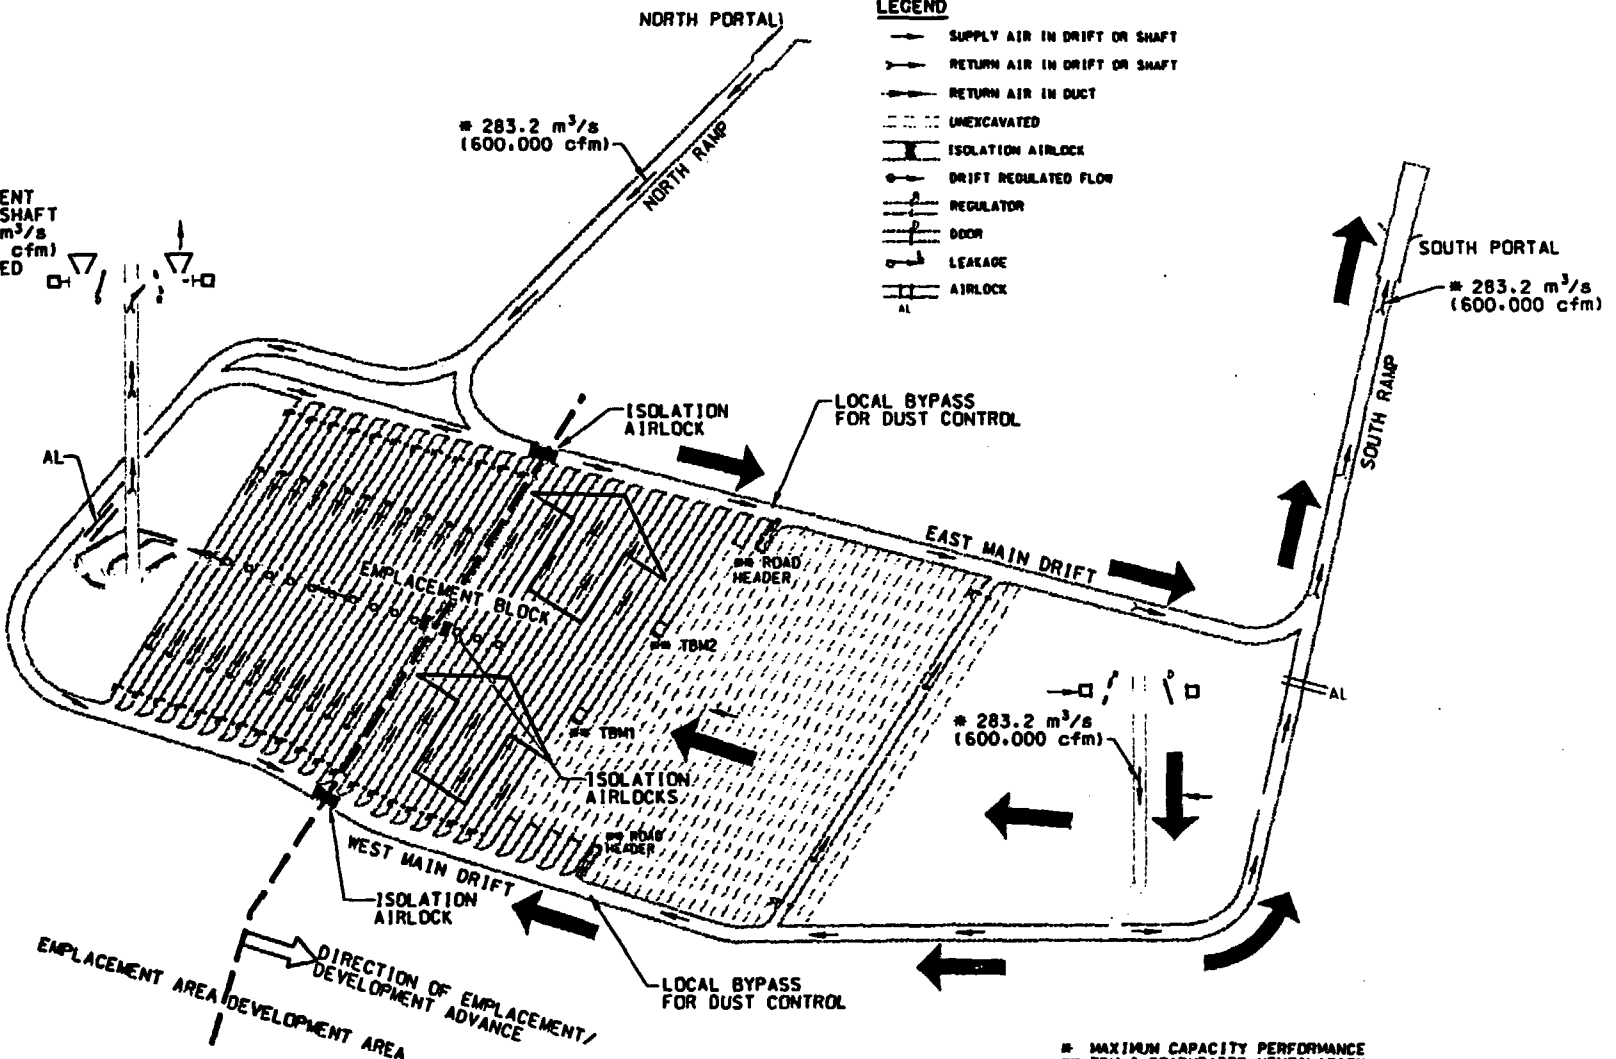 NORTH PORTAL
LEGEND
SUPPLY AIR IN DRIFT OR SHAFT
RETURN AIR IN DRIFT OR SHAFT
RETURN AIR IN DUCT
UNEXCAVATED
ISOLATION AIRLOCK
DRIFT REGULATED FLOW
REGULATOR
DOOR
LEAKAGE
AIRLOCK
AL
* 283.2 m³/s
(600.000 cfm)
NORTH RAMP
ENT
SHAFT
m³/s
cfm)
ED
SOUTH PORTAL
* 283.2 m³/s
(600.000 cfm)
SOUTH RAMP
ISOLATION
AIRLOCK
LOCAL BYPASS
FOR DUST CONTROL
AL
EAST MAIN DRIFT
** ROAD
HEADER
EMPLACEMENT BLOCK
** TBM2
** TBM1
AL
* 283.2 m³/s
(600.000 cfm)
ISOLATION
AIRLOCKS
** ROAD
HEADER
WEST MAIN DRIFT
ISOLATION
AIRLOCK
DIRECTION OF EMPLACEMENT/
DEVELOPMENT ADVANCE
EMPLACEMENT AREA
DEVELOPMENT AREA
LOCAL BYPASS
FOR DUST CONTROL
* MAXIMUM CAPACITY PERFORMANCE